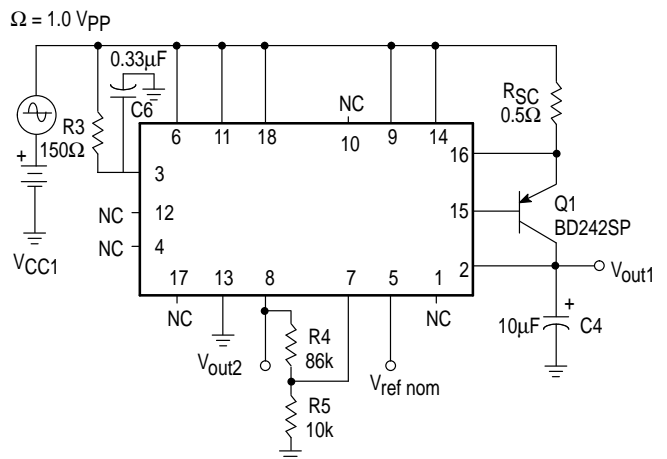 Ω = 1.0 VPP
0.33µF
C6
R3
150Ω
+
VCC1
NC
RSC
0.5Ω
6
11
18
10
9
14
3
16
NC
12
15
Q1
BD242SP
NC
4
2
Vout1
17
13
8
7
5
1
NC
NC
+
10µF
C4
Vout2
R4
86k
Vref nom
R5
10k